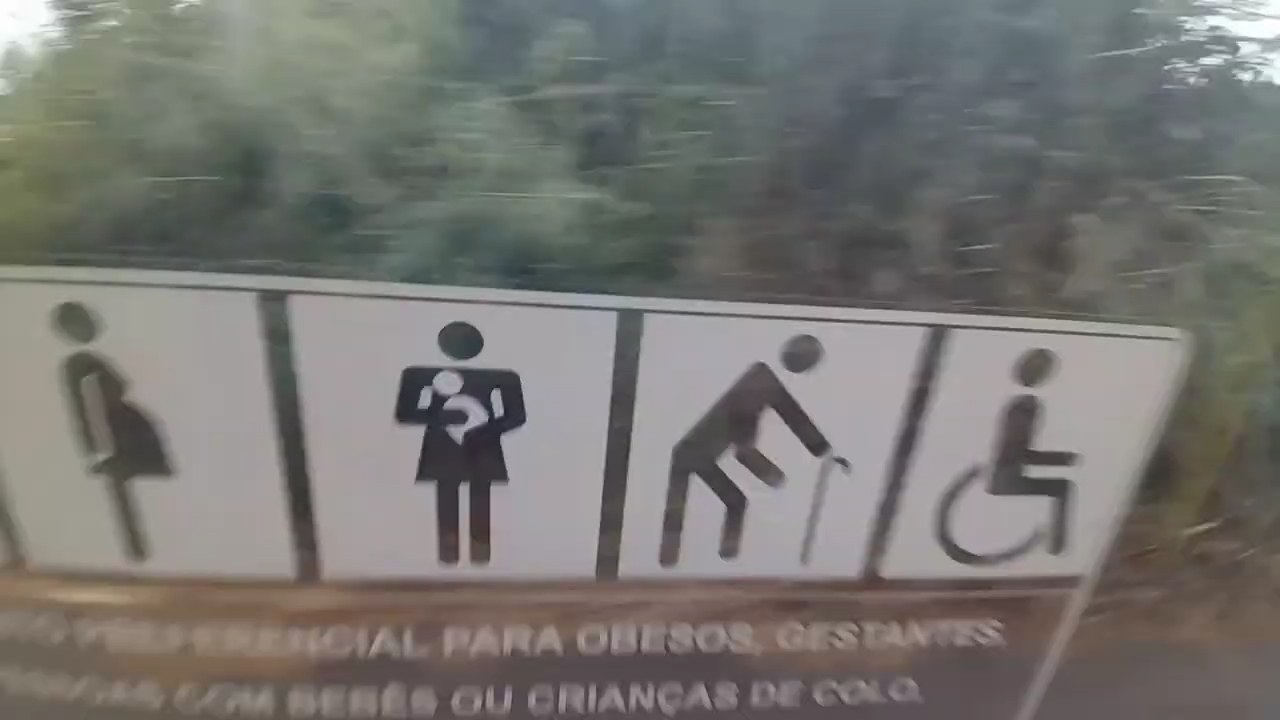 PREFERENCIAL PARA OBESOS, GESTANTES,
COM BEBÊS OU CRIANÇAS DE COLO,